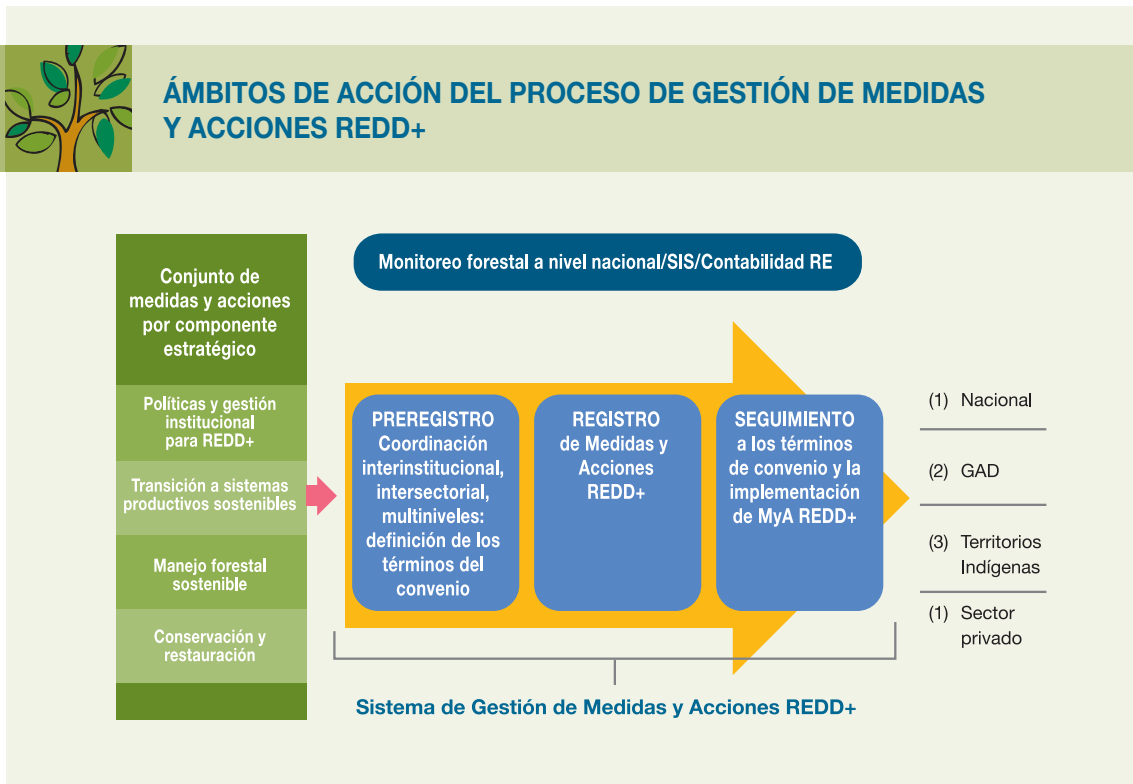 ÁMBITOS DE ACCIÓN DEL PROCESO DE GESTIÓN DE MEDIDAS
Y ACCIONES REDD+
Conjunto de
medidas y acciones
por componente
estratégico
Políticas y gestión
institucional
para REDD+
Transición a sistemas
productivos sostenibles
Manejo forestal
sostenible
Conservación y
restauración
Monitoreo forestal a nivel nacional/SIS/Contabilidad RE
PREREGISTRO
Coordinación
interinstitucional,
intersectorial,
multiniveles:
definición de los
términos del
convenio
REGISTRO
de Medidas y
Acciones
REDD+
SEGUIMIENTO
a los términos
de convenio y la
implementación
de MyA REDD+
(1) Nacional
(2) GAD
(3) Territorios
Indígenas
(1) Sector
privado
Sistema de Gestión de Medidas y Acciones REDD+